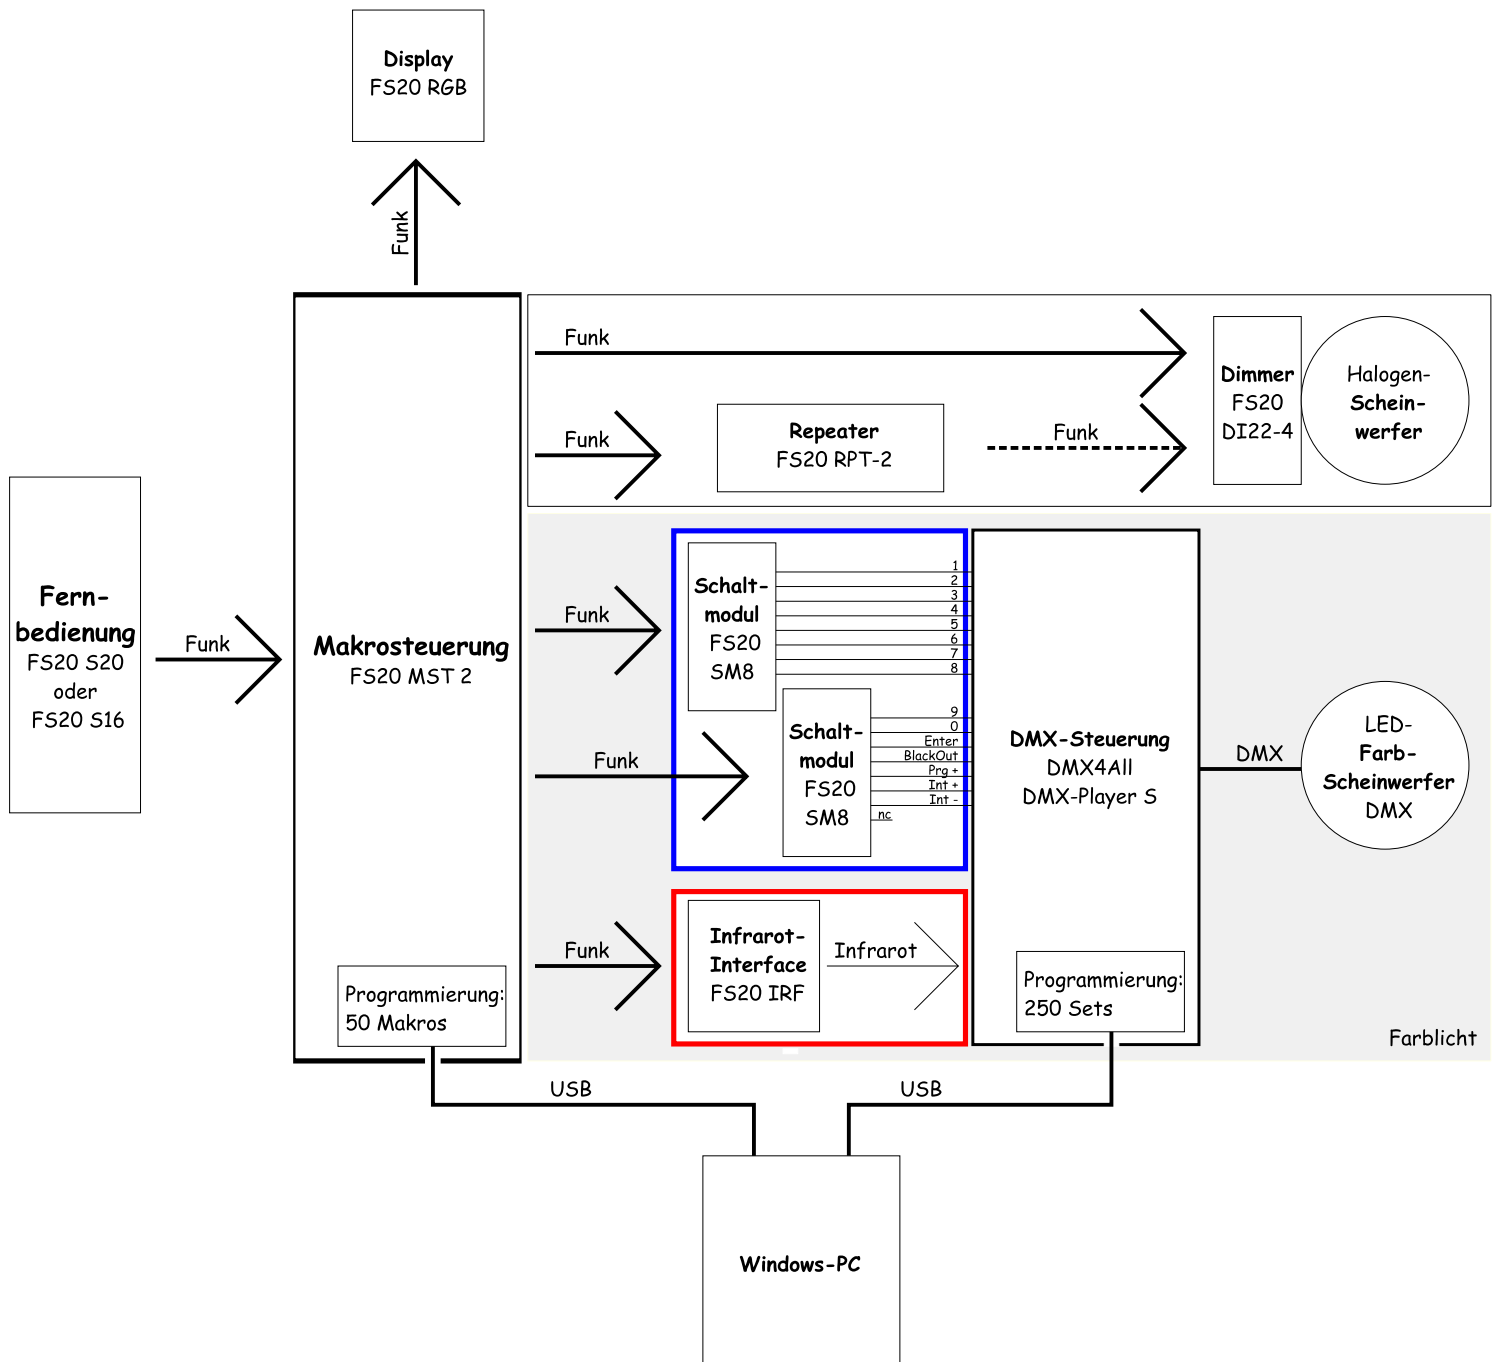 Display
FS20 RGB
Funk
Funk
Dimmer
FS20
DI22-4
Halogen-
Schein-
werfer
Funk
Repeater
FS20 RPT-2
Funk
Fern-
bedienung
FS20 S20
oder
FS20 S16
Funk
Makrosteuerung
FS20 MST 2
Funk
Schalt-
modul
FS20
SM8
1
2
3
4
5
6
7
8
Funk
Schalt-
modul
FS20
SM8
9
0
Enter
BlackOut
Prg +
Int +
Int -
nc
DMX-Steuerung
DMX4All
DMX-Player S
DMX
LED-
Farb-
Scheinwerfer
DMX
Funk
Infrarot-
Interface
FS20 IRF
Infrarot
Programmierung:
50 Makros
Programmierung:
250 Sets
Farblicht
USB
USB
Windows-PC